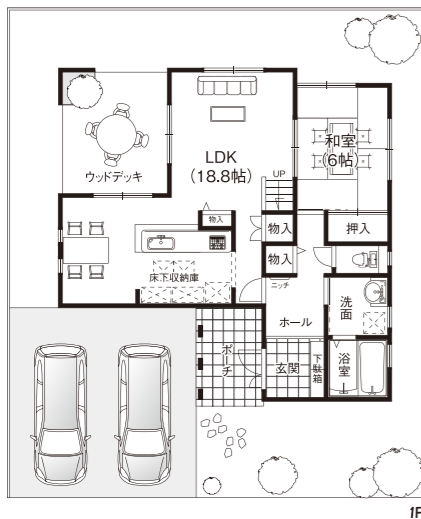 和室
(6帖)
LDK
(18.8帖)
ウッドデッキ
UP
物入
物入
押入
物入
床下収納庫
ニッチ
洗面
ホール
ポーチ
玄関
下駄箱
浴室
1F